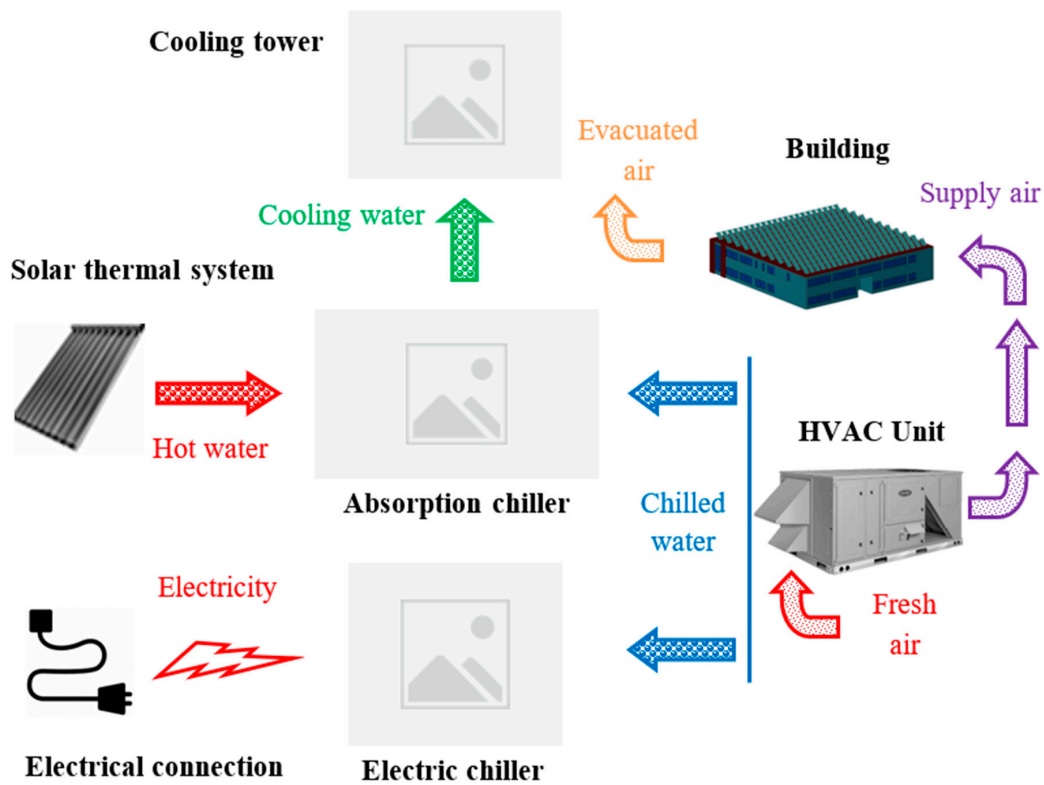 Cooling tower
Evacuated
air
Building
Supply air
Cooling water
Solar thermal system
Hot water
HVAC Unit
Absorption chiller
Chilled
water
Electricity
Fresh
air
Electrical connection
Electric chiller